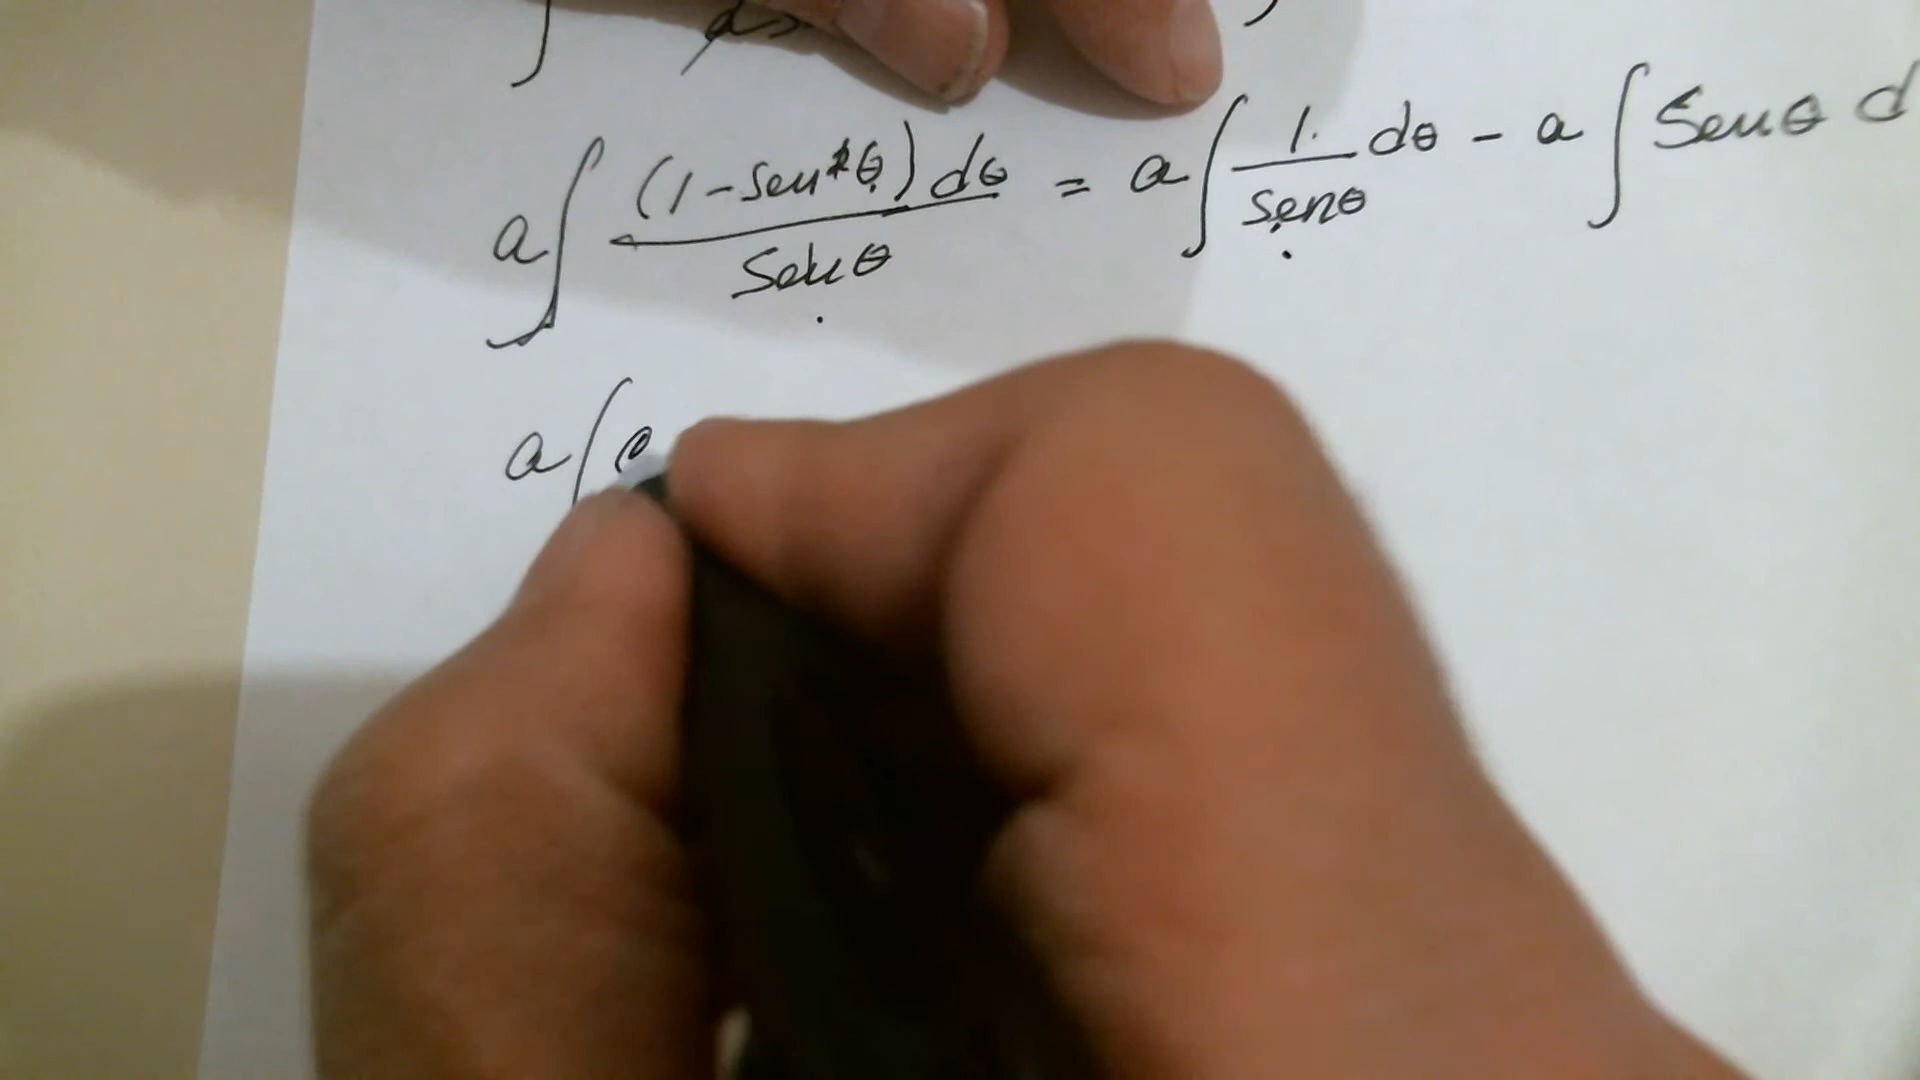 a∫ (1-sen²θ) dθ / senθ = a∫ 1/senθ dθ - a∫ Senθ d
a∫